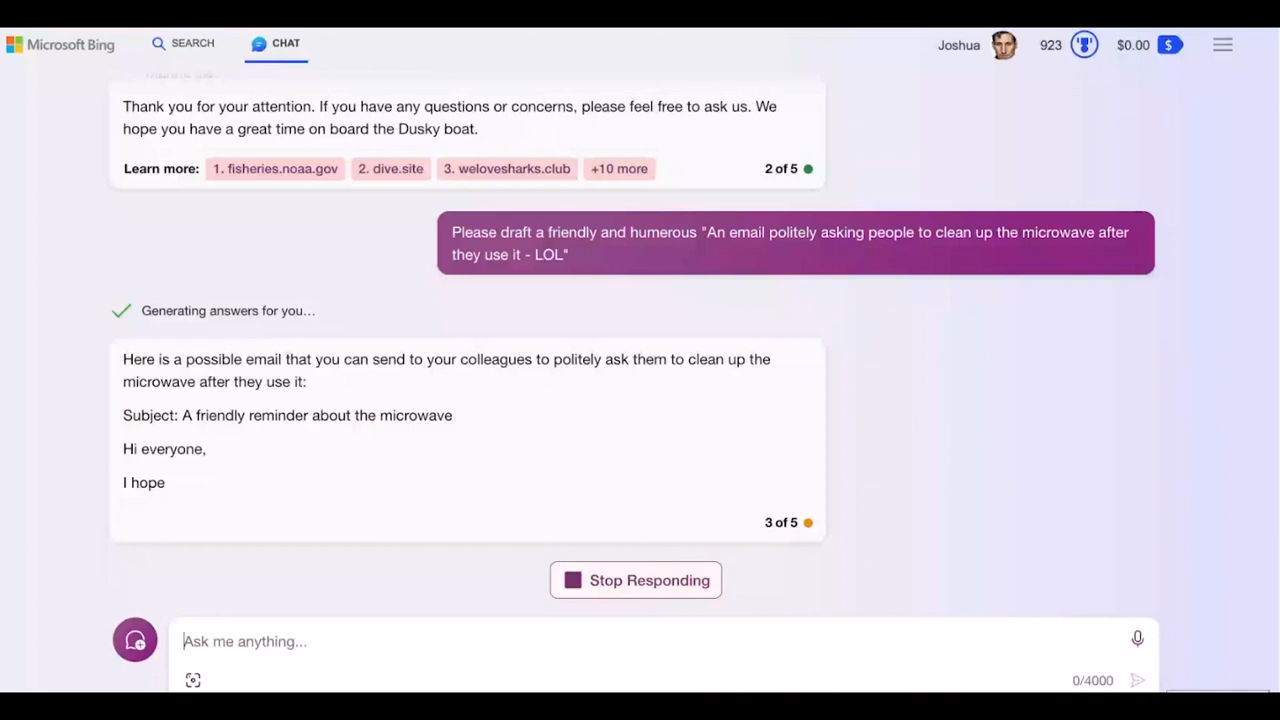 Microsoft Bing
SEARCH
CHAT
Joshua
923
$0.00
$
Thank you for your attention. If you have any questions or concerns, please feel free to ask us. We
hope you have a great time on board the Dusky boat.
Learn more: 1. fisheries.noaa.gov 2. dive.site 3. welovesharks.club +10 more 2 of 5
Please draft a friendly and humerous "An email politely asking people to clean up the microwave after
they use it - LOL"
Generating answers for you...
Here is a possible email that you can send to your colleagues to politely ask them to clean up the
microwave after they use it:
Subject: A friendly reminder about the microwave
Hi everyone,
I hope
3 of 5
Stop Responding
Ask me anything...
0/4000